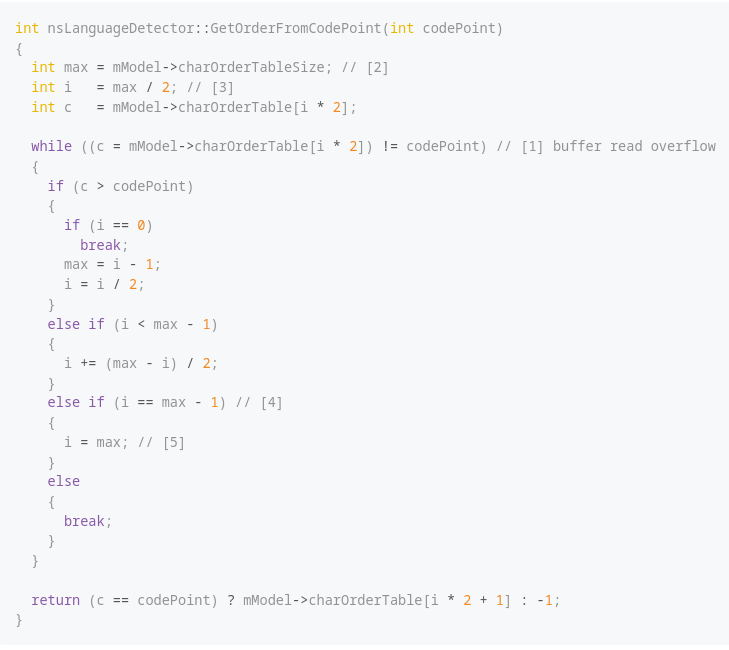 int nsLanguageDetector::GetOrderFromCodePoint(int codePoint)
{
  int max = mModel->charOrderTableSize; // [2]
  int i   = max / 2; // [3]
  int c   = mModel->charOrderTable[i * 2];

  while ((c = mModel->charOrderTable[i * 2]) != codePoint) // [1] buffer read overflow
  {
    if (c > codePoint)
    {
      if (i == 0)
        break;
      max = i - 1;
      i = i / 2;
    }
    else if (i < max - 1)
    {
      i += (max - i) / 2;
    }
    else if (i == max - 1) // [4]
    {
      i = max; // [5]
    }
    else
    {
      break;
    }
  }

  return (c == codePoint) ? mModel->charOrderTable[i * 2 + 1] : -1;
}